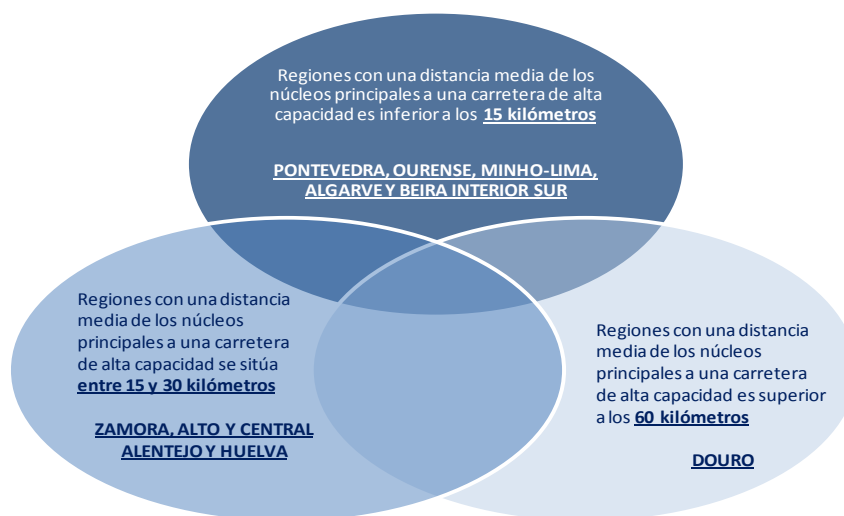 Regiones con una distancia media de los
núcleos principales a una carretera de alta
capacidad es inferior a los 15 kilómetros
PONTEVEDRA, OURENSE, MINHO-LIMA,
ALGARVE Y BEIRA INTERIOR SUR
Regiones con una distancia
media de los núcleos
principales a una carretera
de alta capacidad se sitúa
entre 15 y 30 kilómetros
ZAMORA, ALTO Y CENTRAL
ALENTEJO Y HUELVA
Regiones con una distancia
media de los núcleos
principales a una carretera
de alta capacidad es superior
a los 60 kilómetros
DOURO